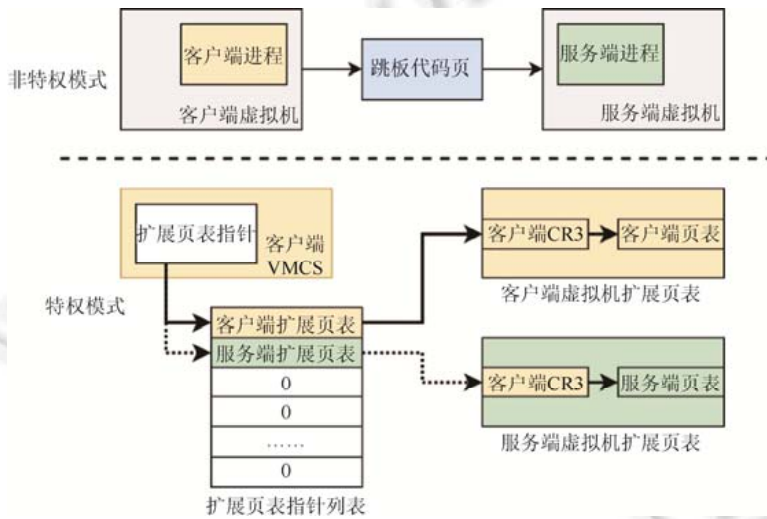 非特权模式
客户端进程
客户端虚拟机
跳板代码页
服务端进程
服务端虚拟机
特权模式
扩展页表指针
客户端
VMCS
客户端扩展页表
服务端扩展页表
0
0
……
0
扩展页表指针列表
客户端CR3
客户端页表
客户端虚拟机扩展页表
客户端CR3
服务端页表
服务端虚拟机扩展页表